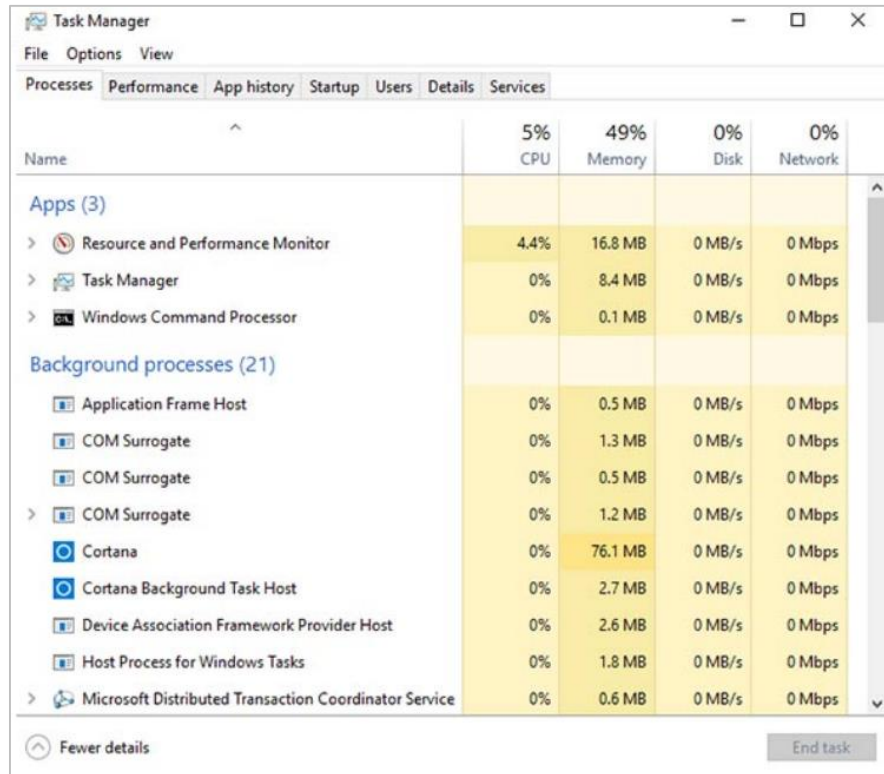 Task Manager
File Options View
Processes Performance App history Startup Users Details Services
5% 49% 0% 0%
Name CPU Memory Disk Network
Apps (3)
Resource and Performance Monitor 4.4% 16.8 MB 0 MB/s 0 Mbps
Task Manager 0% 8.4 MB 0 MB/s 0 Mbps
Windows Command Processor 0% 0.1 MB 0 MB/s 0 Mbps
Background processes (21)
Application Frame Host 0% 0.5 MB 0 MB/s 0 Mbps
COM Surrogate 0% 1.3 MB 0 MB/s 0 Mbps
COM Surrogate 0% 0.5 MB 0 MB/s 0 Mbps
COM Surrogate 0% 1.2 MB 0 MB/s 0 Mbps
Cortana 0% 76.1 MB 0 MB/s 0 Mbps
Cortana Background Task Host 0% 2.7 MB 0 MB/s 0 Mbps
Device Association Framework Provider Host 0% 2.6 MB 0 MB/s 0 Mbps
Host Process for Windows Tasks 0% 1.8 MB 0 MB/s 0 Mbps
Microsoft Distributed Transaction Coordinator Service 0% 0.6 MB 0 MB/s 0 Mbps
Fewer details End task